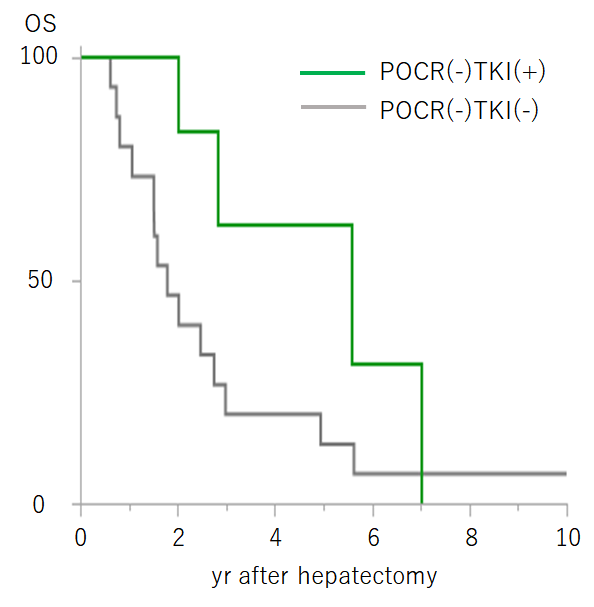 OS
100
POCR(-)TKI(+)
POCR(-)TKI(-)
50
0
0 2 4 6 8 10
yr after hepatectomy